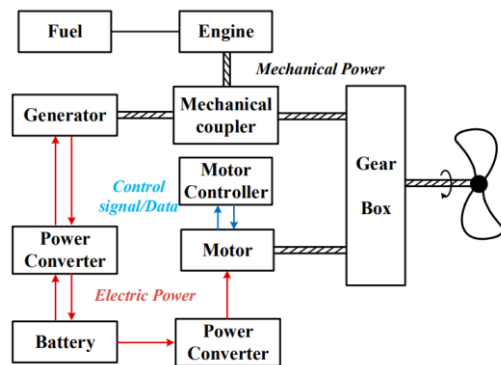 Fuel
Engine
Mechanical Power
Generator
Mechanical
coupler
Gear
Box
Motor
Controller
Control
signal/Data
Power
Converter
Motor
Electric Power
Battery
Power
Converter